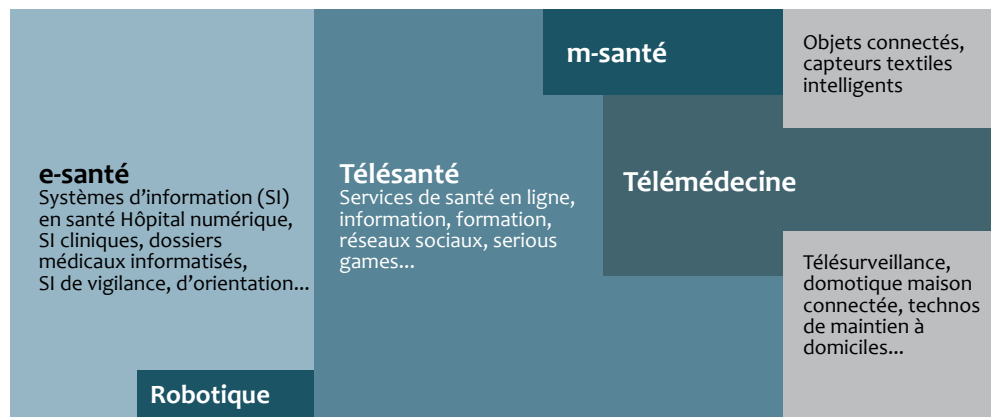 e-santé
Systèmes d'information (SI)
en santé Hôpital numérique,
SI cliniques, dossiers
médicaux informatisés,
SI de vigilance, d'orientation...
Robotique
Télésanté
Services de santé en ligne,
information, formation,
réseaux sociaux, serious
games...
m-santé
Télémédecine
Objets connectés,
capteurs textiles
intelligents
Télésurveillance,
domotique maison
connectée, technos
de maintien à
domiciles...